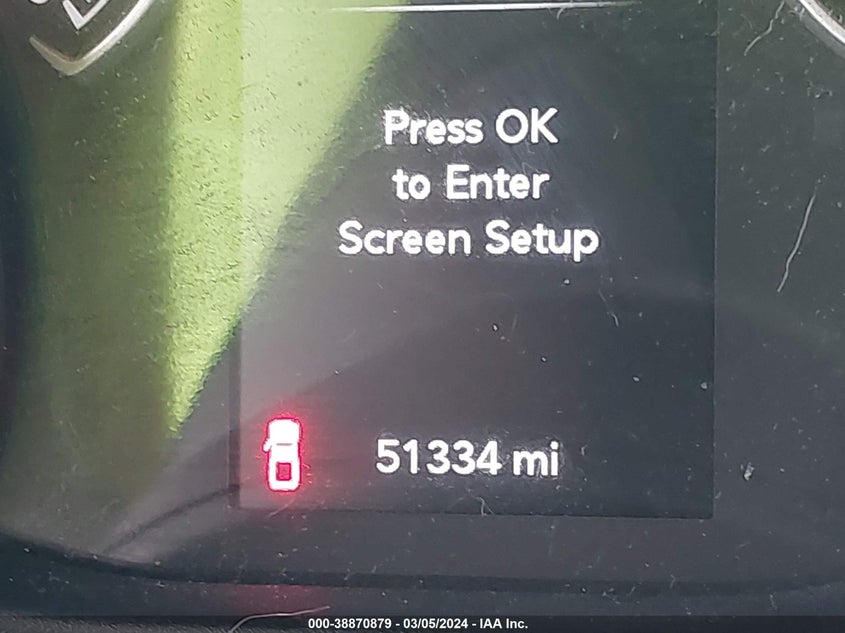 Press OK
to Enter
Screen Setup
51334 mi
000-38870879 - 03/05/2024 - IAA Inc.